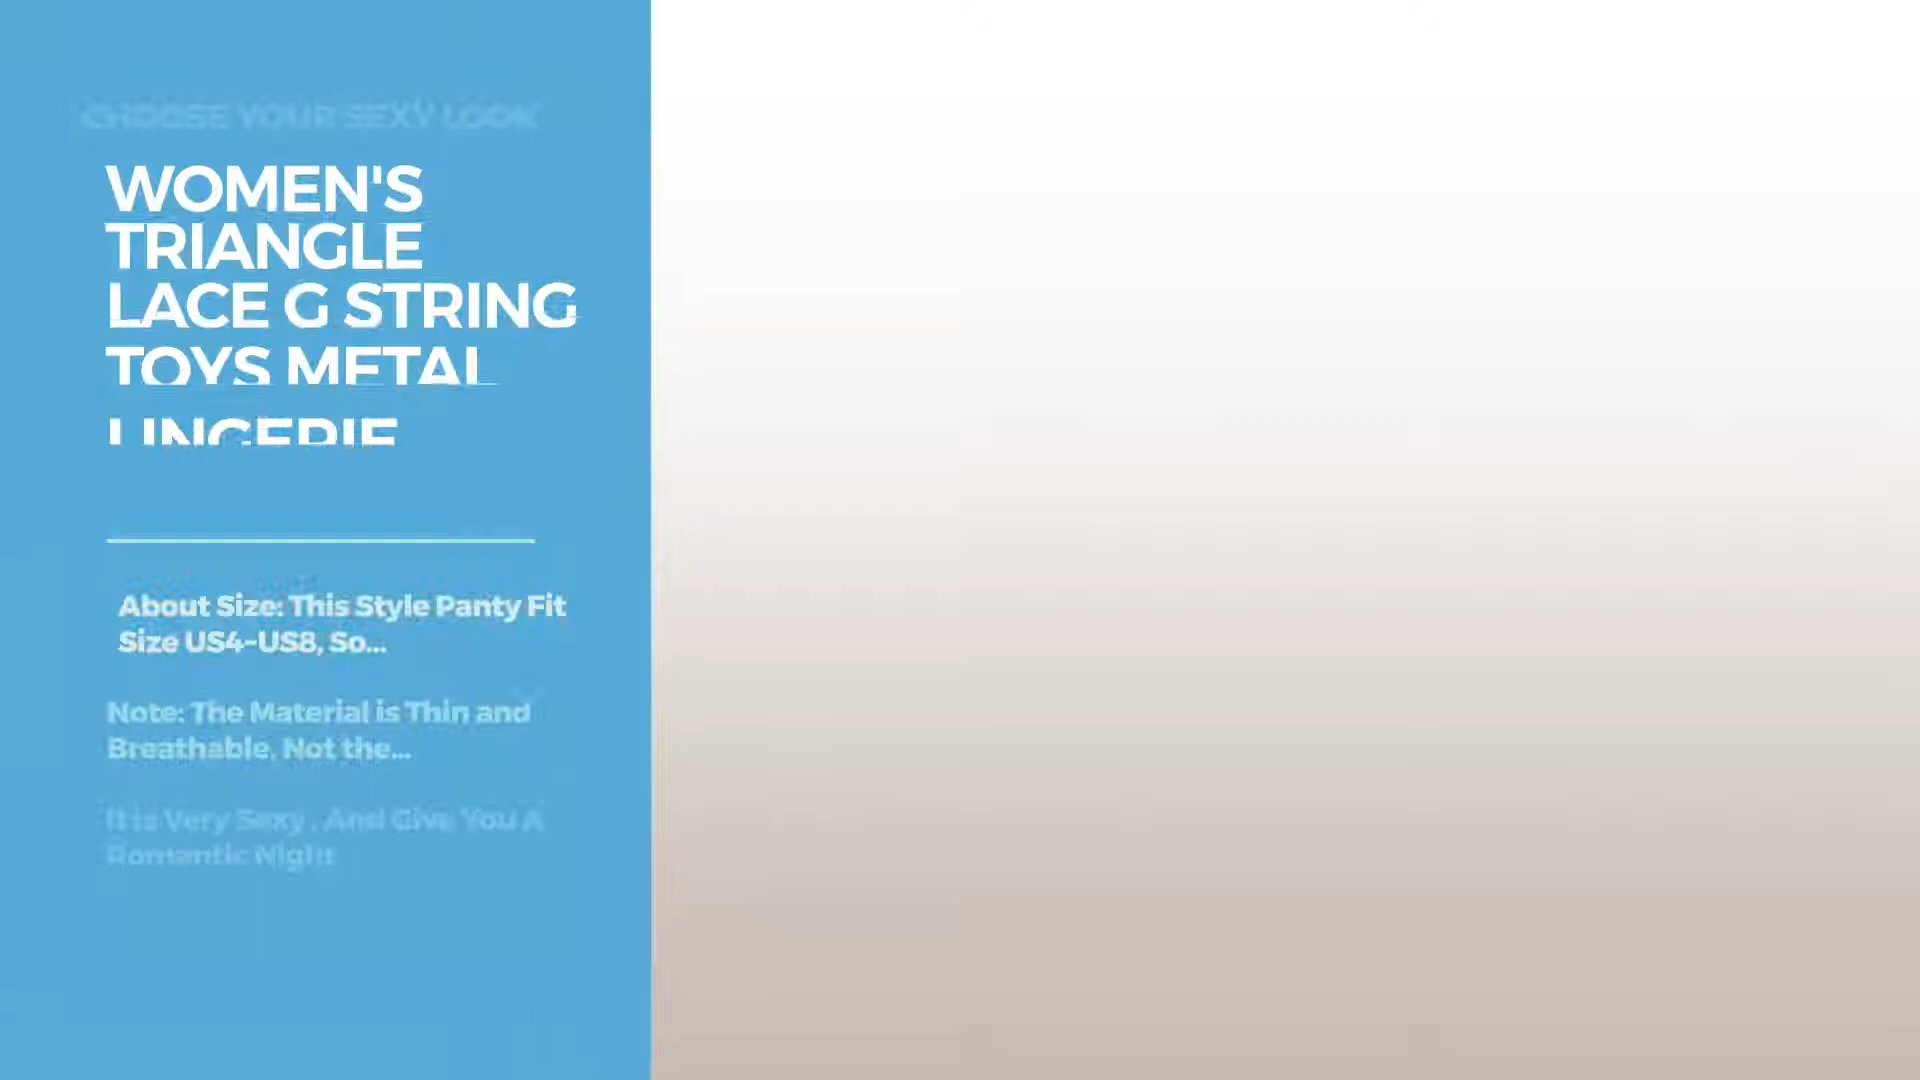 CHOOSE YOUR SEXY LOOK
WOMEN'S
TRIANGLE
LACE G STRING
TOYS METAL
LINGERIE
About Size: This Style Panty Fit
Size US4-US8, So...
Note: The Material is Thin and
Breathable, Not the...
It is Very Sexy , And Give You A
Romantic Night